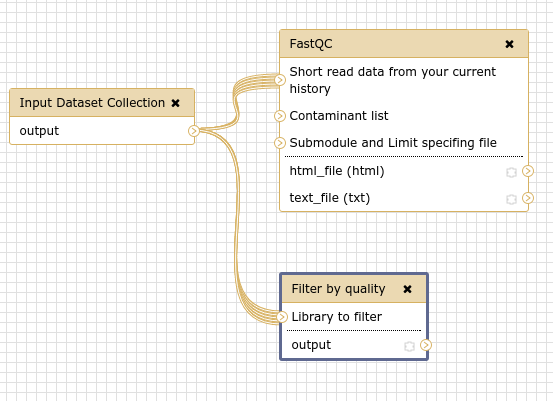 Input Dataset Collection ✖
output
FastQC ✖
Short read data from your current
history
Contaminant list
Submodule and Limit specifing file
html_file (html)
text_file (txt)
Filter by quality ✖
Library to filter
output